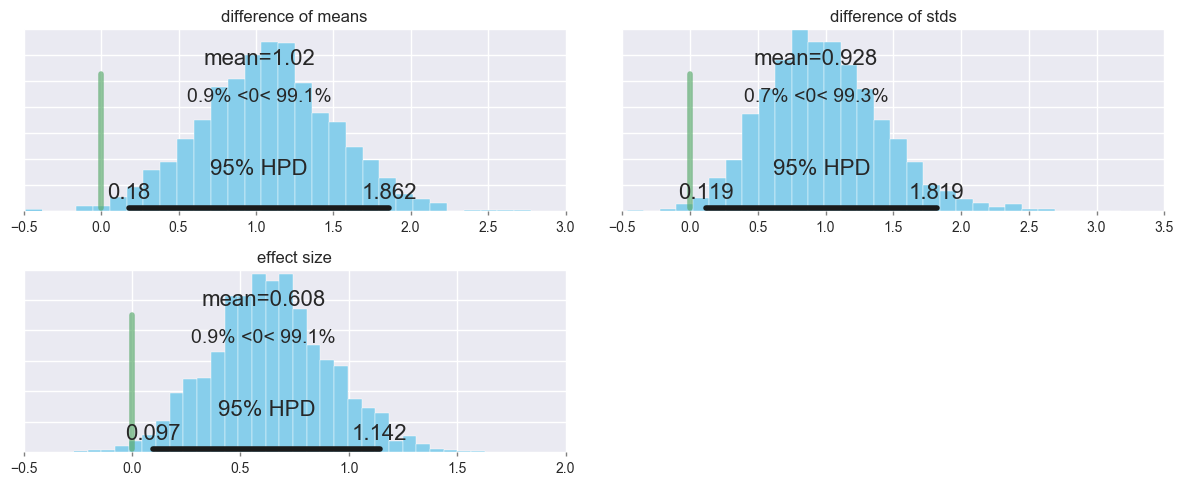 difference of means
mean=1.02
0.9% <0< 99.1%
95% HPD
0.18 1.862
−0.5 0.0 0.5 1.0 1.5 2.0 2.5 3.0
difference of stds
mean=0.928
0.7% <0< 99.3%
95% HPD
0.119 1.819
−0.5 0.0 0.5 1.0 1.5 2.0 2.5 3.0 3.5
effect size
mean=0.608
0.9% <0< 99.1%
95% HPD
0.097 1.142
−0.5 0.0 0.5 1.0 1.5 2.0